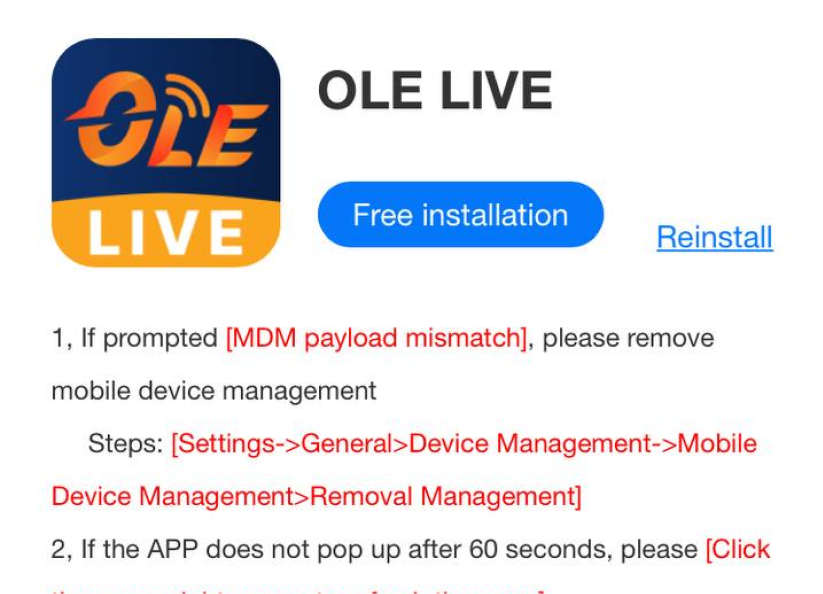 OLE
LIVE
OLE LIVE
Free installation
Reinstall
1, If prompted [MDM payload mismatch], please remove
mobile device management
Steps: [Settings->General>Device Management->Mobile
Device Management>Removal Management]
2, If the APP does not pop up after 60 seconds, please [Click